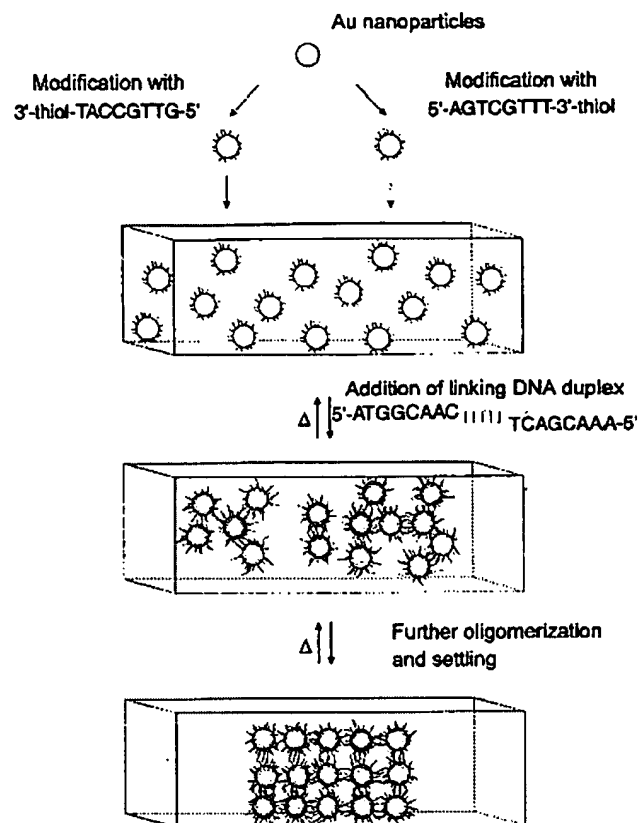 Au nanoparticles
Modification with
3'-thiol-TACCGTTG-5'
Modification with
5'-AGTCGTTT-3'-thiol
Addition of linking DNA duplex
Δ
5'-ATGGCAAC
TCAGCAAA-5'
Δ
Further oligomerization
and settling